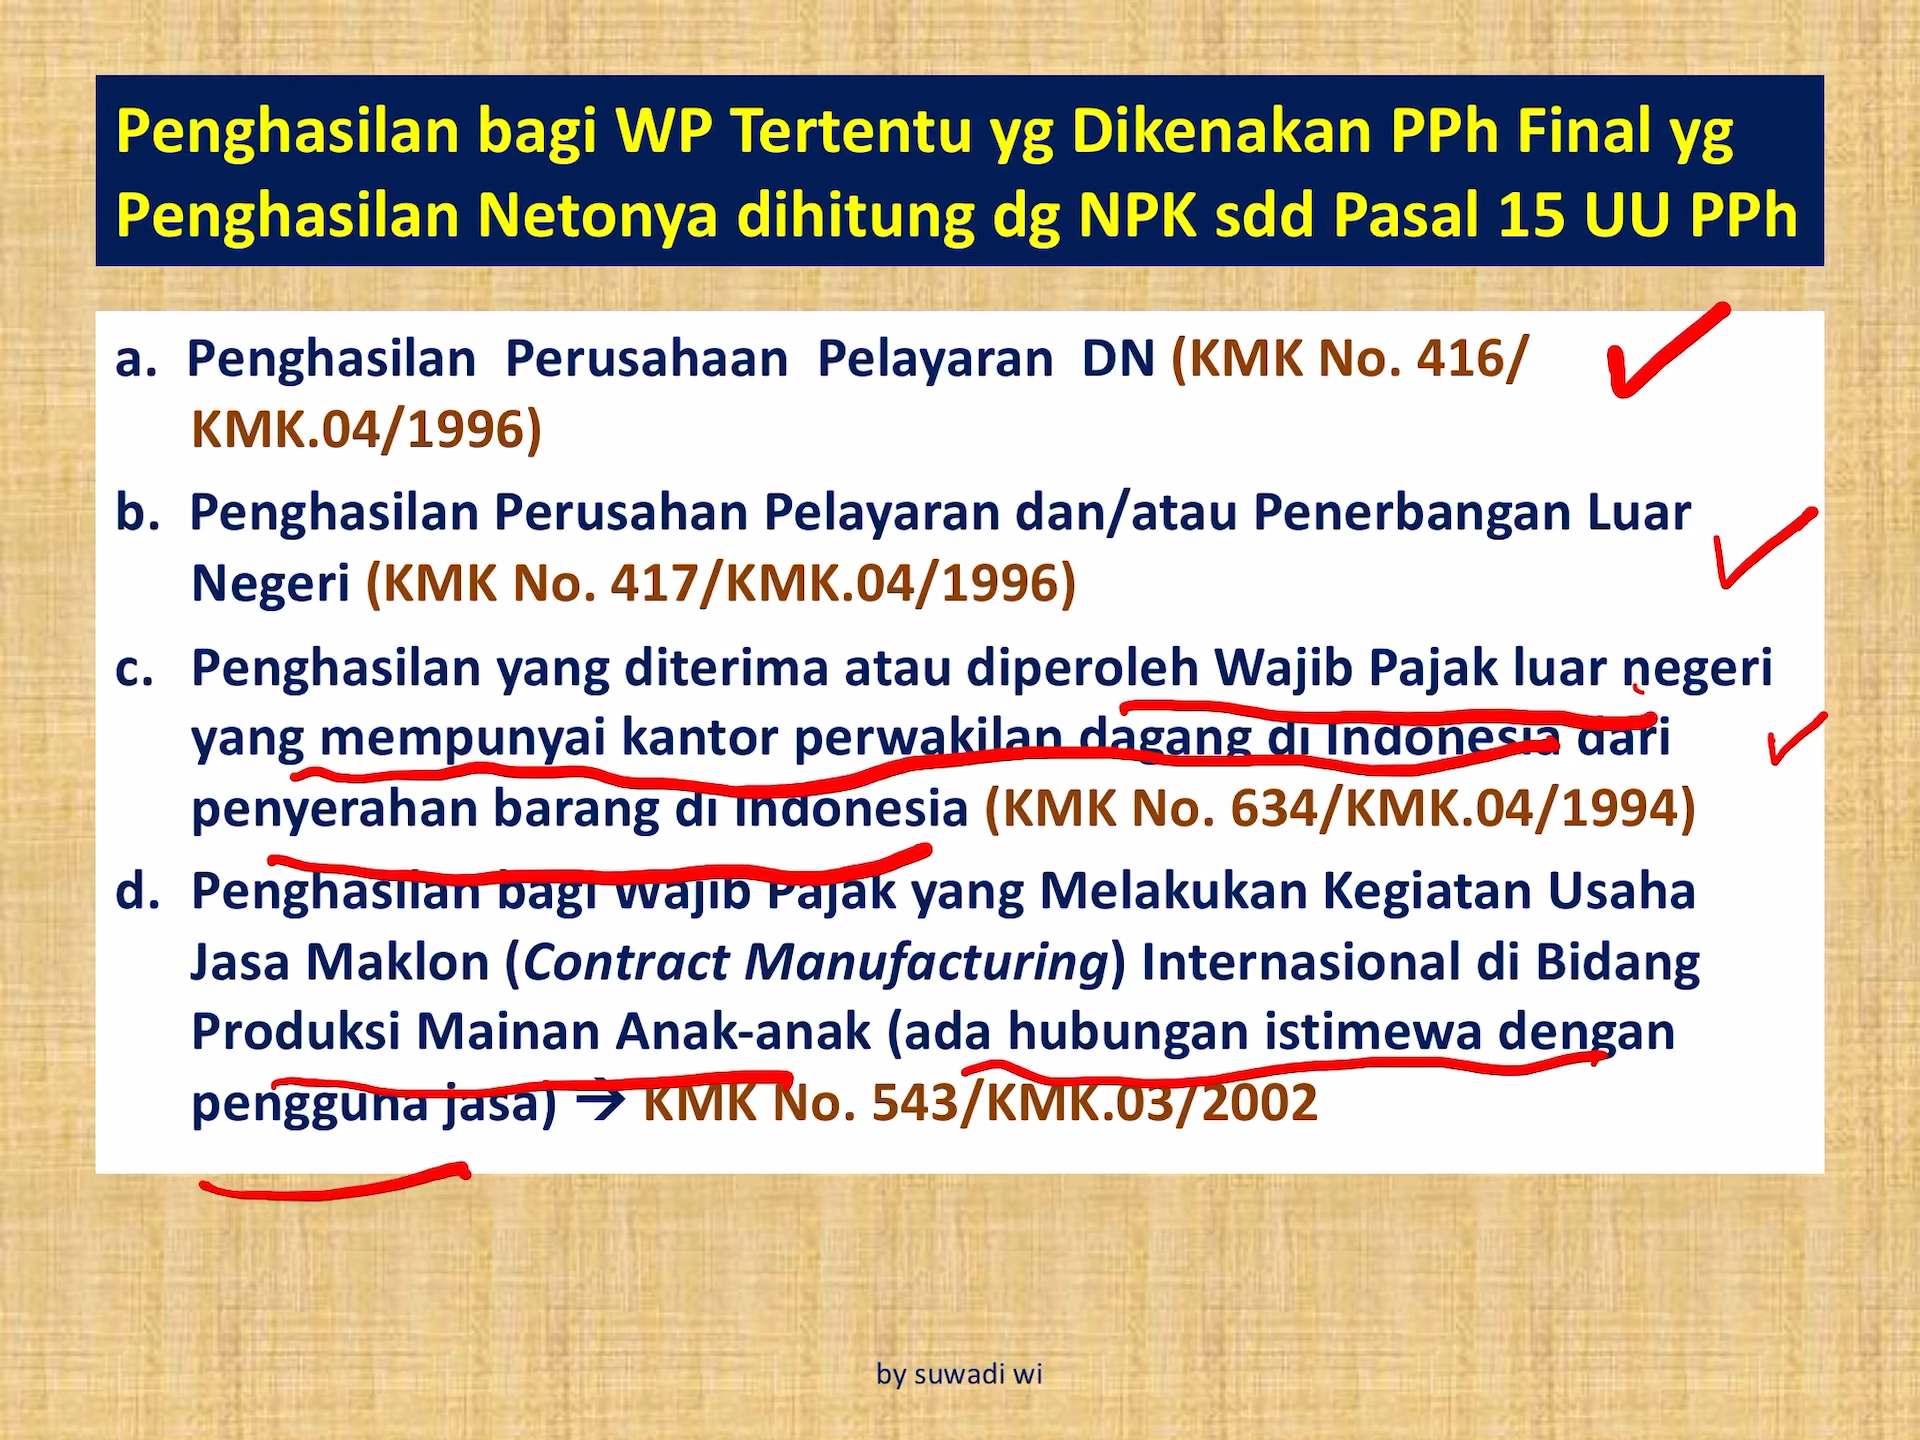 Penghasilan bagi WP Tertentu yg Dikenakan PPh Final yg
Penghasilan Netonya dihitung dg NPK sdd Pasal 15 UU PPh
a. Penghasilan Perusahaan Pelayaran DN (KMK No. 416/
KMK.04/1996)
b. Penghasilan Perusahan Pelayaran dan/atau Penerbangan Luar
Negeri (KMK No. 417/KMK.04/1996)
c. Penghasilan yang diterima atau diperoleh Wajib Pajak luar negeri
yang mempunyai kantor perwakilan dagang di Indonesia dari
penyerahan barang di Indonesia (KMK No. 634/KMK.04/1994)
d. Penghasilan bagi Wajib Pajak yang Melakukan Kegiatan Usaha
Jasa Maklon (Contract Manufacturing) Internasional di Bidang
Produksi Mainan Anak-anak (ada hubungan istimewa dengan
pengguna jasa) → KMK No. 543/KMK.03/2002
by suwadi wi